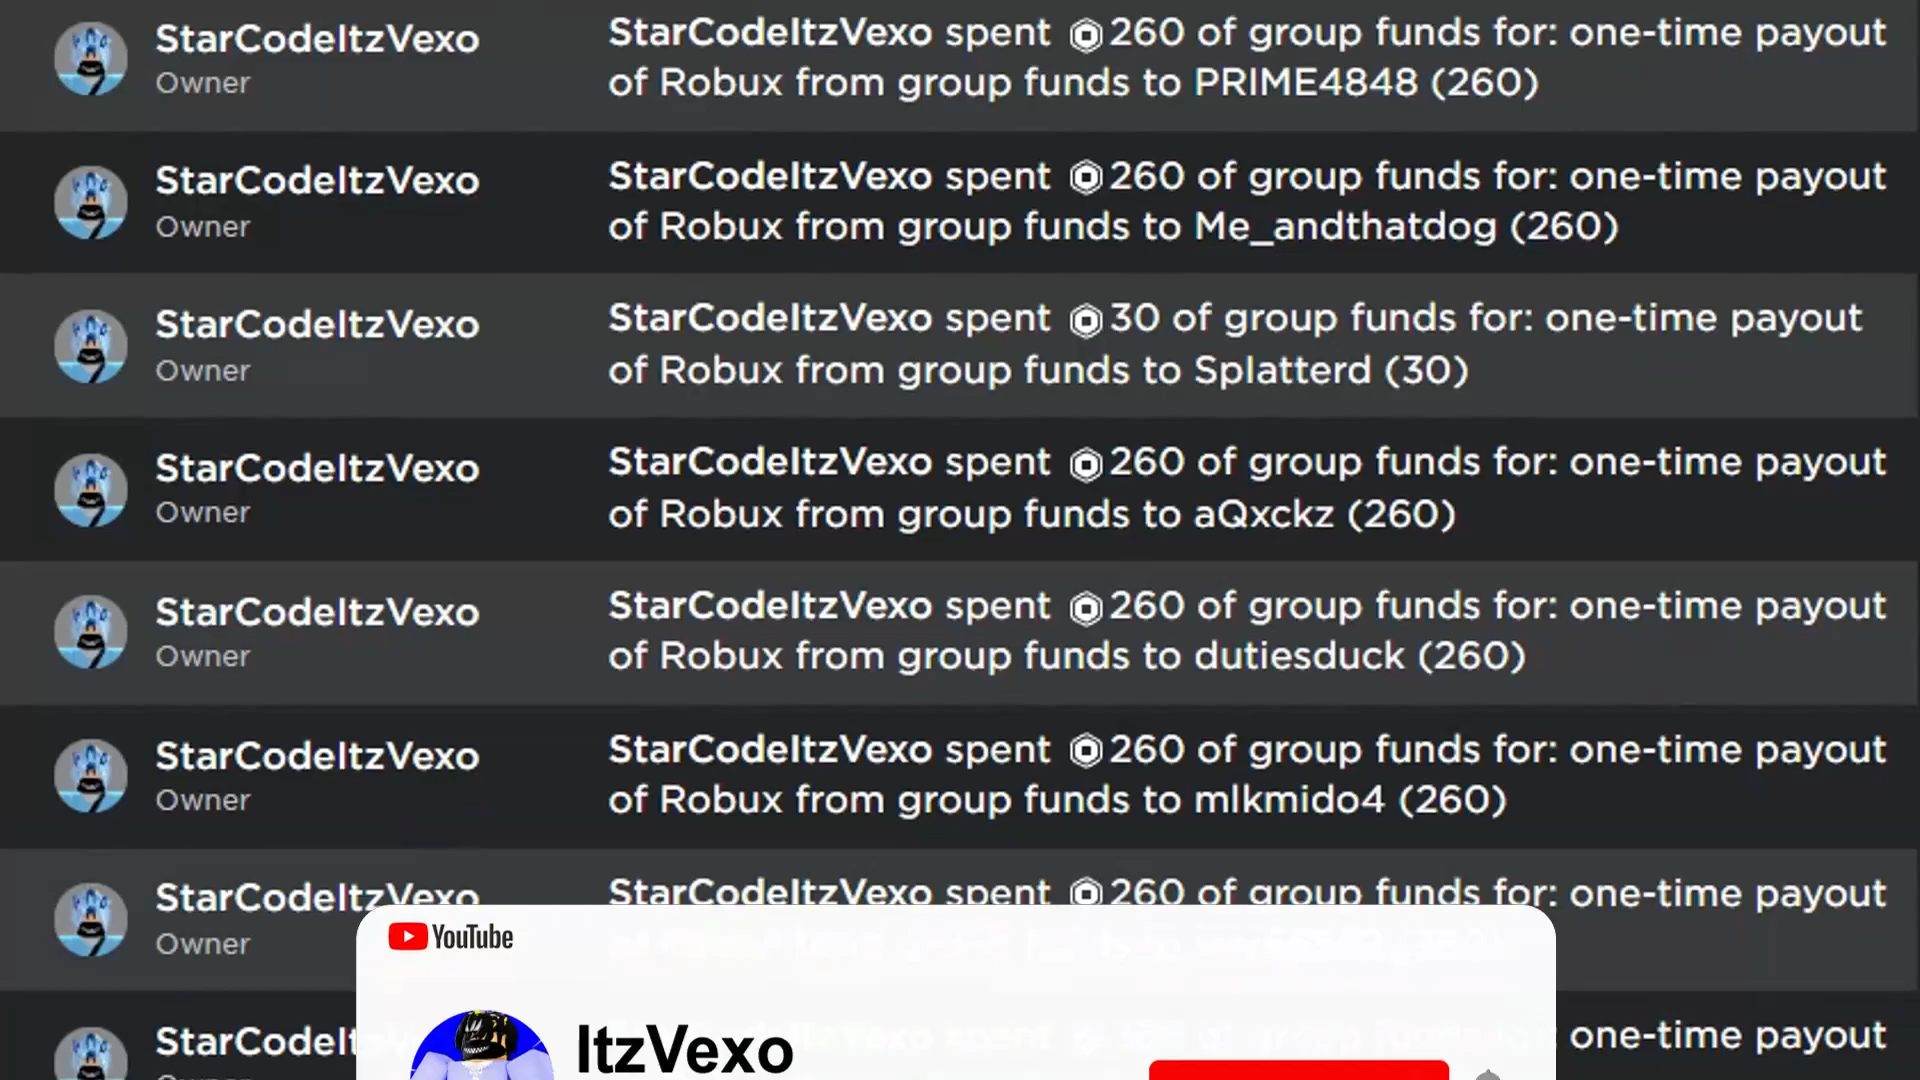 StarCodeItzVexo
Owner
StarCodeItzVexo spent 260 of group funds for: one-time payout
of Robux from group funds to PRIME4848 (260)
StarCodeItzVexo
Owner
StarCodeItzVexo spent 260 of group funds for: one-time payout
of Robux from group funds to Me_andthatdog (260)
StarCodeItzVexo
Owner
StarCodeItzVexo spent 30 of group funds for: one-time payout
of Robux from group funds to Splatterd (30)
StarCodeItzVexo
Owner
StarCodeItzVexo spent 260 of group funds for: one-time payout
of Robux from group funds to aQxckz (260)
StarCodeItzVexo
Owner
StarCodeItzVexo spent 260 of group funds for: one-time payout
of Robux from group funds to dutiesduck (260)
StarCodeItzVexo
Owner
StarCodeItzVexo spent 260 of group funds for: one-time payout
of Robux from group funds to mlkmido4 (260)
StarCodeItzVexo
Owner
StarCodeItzVexo spent 260 of group funds for: one-time payout
YouTube
ItzVexo
one-time payout